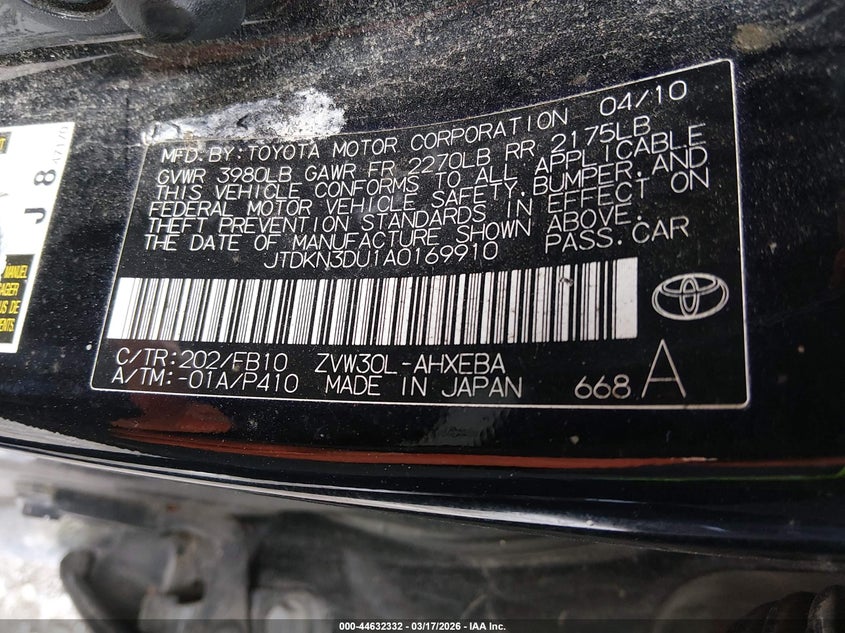 MFD. BY: TOYOTA MOTOR CORPORATION 04/10
GVWR 3980LB GAWR FR 2270LB RR 2175LB
THIS VEHICLE CONFORMS TO ALL APPLICABLE
FEDERAL MOTOR VEHICLE SAFETY, BUMPER, AND
THEFT PREVENTION STANDARDS IN EFFECT ON
THE DATE OF MANUFACTURE SHOWN ABOVE.
JTDKN3DU1A0169910 PASS. CAR
C/TR:202/FB10 ZVW30L-AHXEBA
A/TM:-01A/P410 MADE IN JAPAN 668 A
J 8
MANUEL
000-44632332 / 03/17/2026 - IAA Inc.